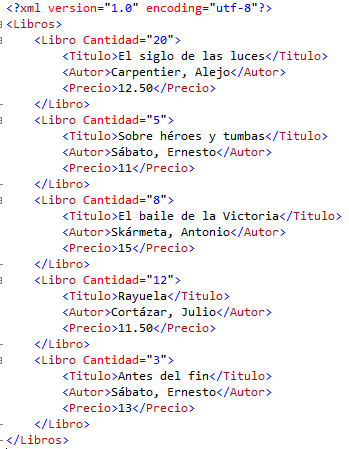 <?xml version="1.0" encoding="utf-8"?>
<Libros>
<Libro Cantidad="20">
<Titulo>El siglo de las luces</Titulo>
<Autor>Carpentier, Alejo</Autor>
<Precio>12.50</Precio>
</Libro>
<Libro Cantidad="5">
<Titulo>Sobre héroes y tumbas</Titulo>
<Autor>Sábato, Ernesto</Autor>
<Precio>11</Precio>
</Libro>
<Libro Cantidad="8">
<Titulo>El baile de la Victoria</Titulo>
<Autor>Skármeta, Antonio</Autor>
<Precio>15</Precio>
</Libro>
<Libro Cantidad="12">
<Titulo>Rayuela</Titulo>
<Autor>Cortázar, Julio</Autor>
<Precio>11.50</Precio>
</Libro>
<Libro Cantidad="3">
<Titulo>Antes del fin</Titulo>
<Autor>Sábato, Ernesto</Autor>
<Precio>13</Precio>
</Libro>
</Libros>